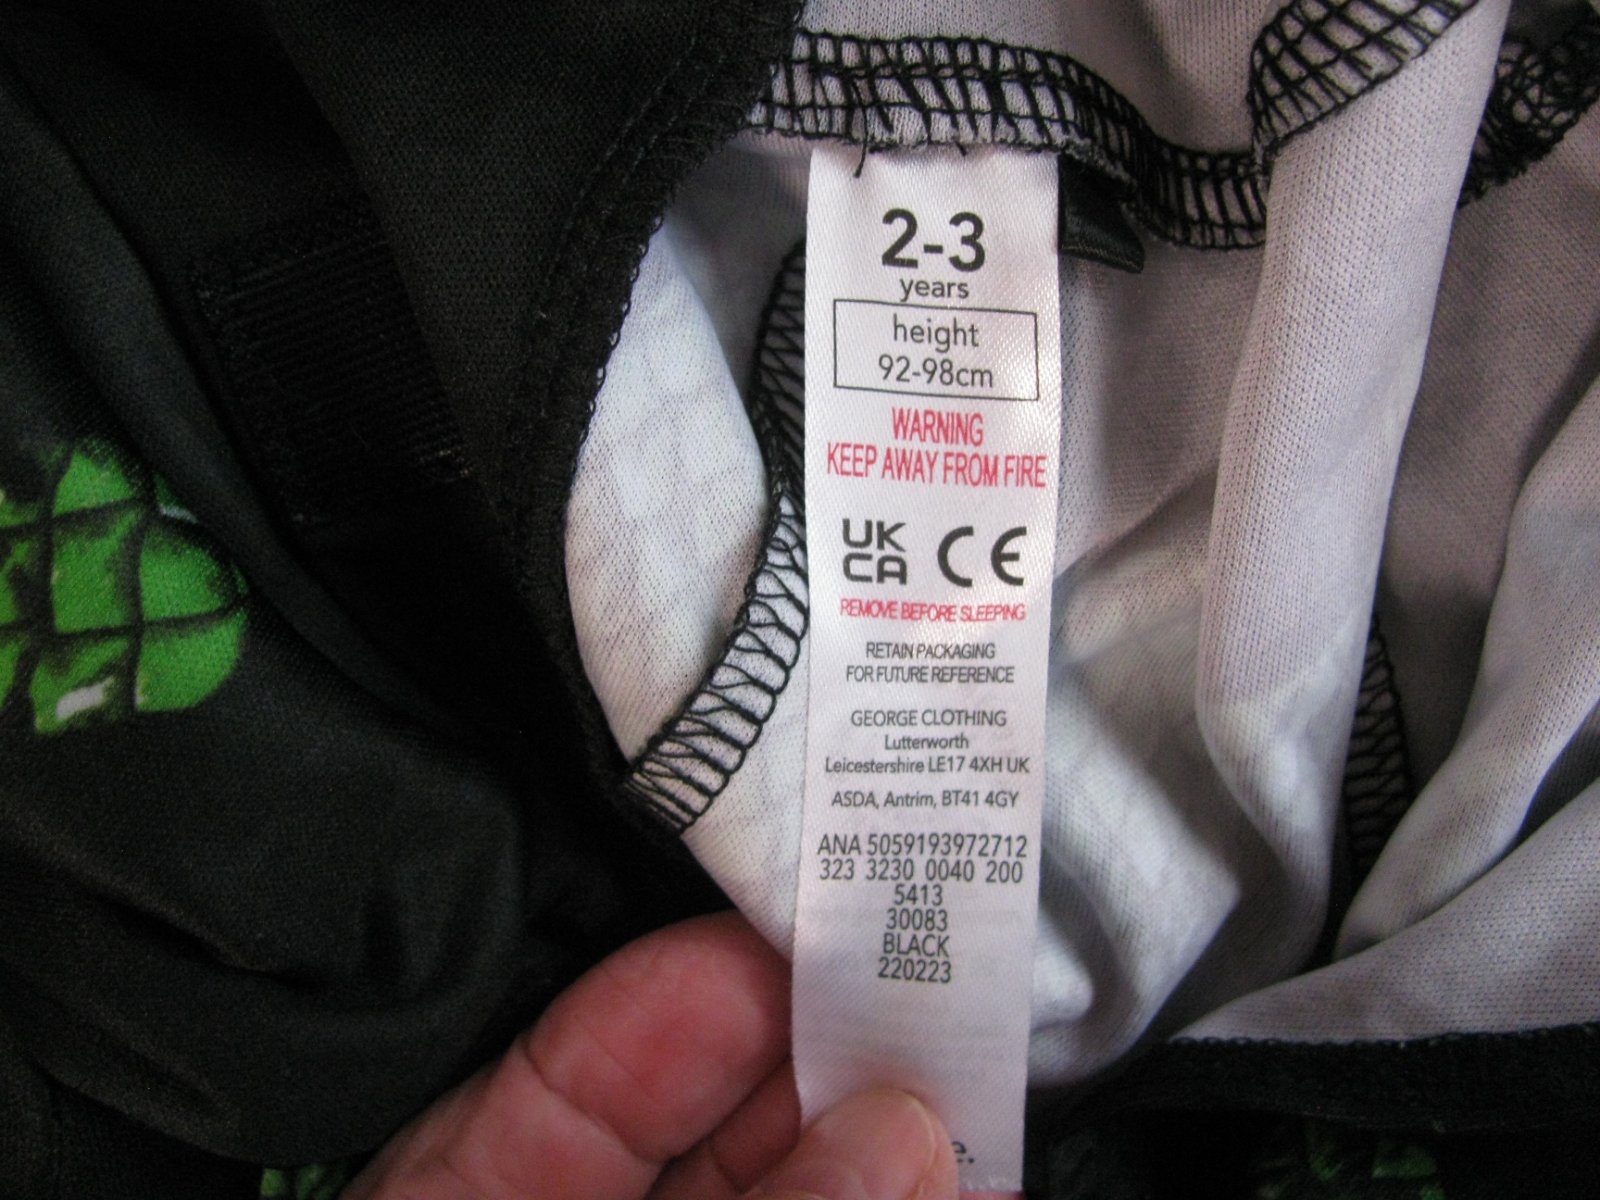 2-3
years
height
92-98cm
WARNING
KEEP AWAY FROM FIRE
UK
CA CE
REMOVE BEFORE SLEEPING
RETAIN PACKAGING
FOR FUTURE REFERENCE
GEORGE CLOTHING
Lutterworth
Leicestershire LE17 4XH UK
ASDA, Antrim, BT41 4GY
ANA 5059193972712
323 3230 0040 200
5413
30083
BLACK
220223